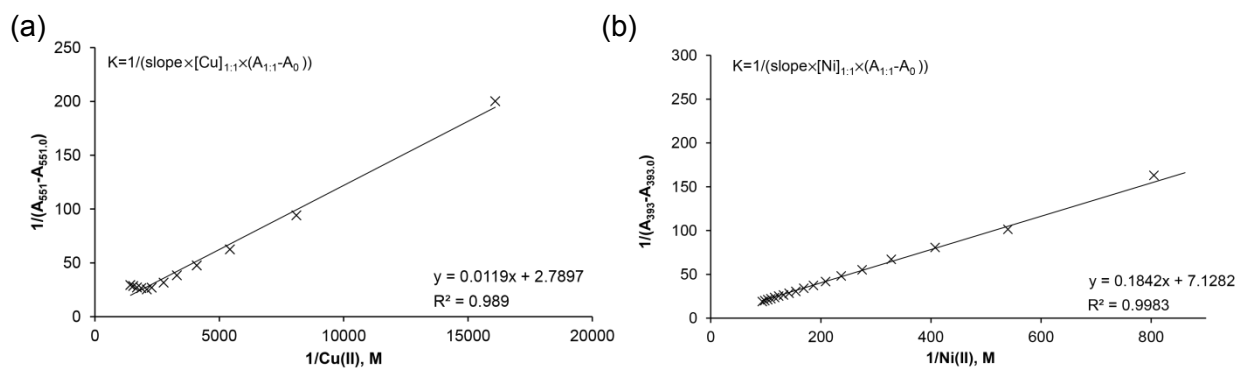 (a)
K=1/(slope×[Cu]1:1×(A1:1-A0 ))
1/(A551-A551.0)
250
200
150
100
50
0
0 5000 10000 15000 20000
1/Cu(II), M
y = 0.0119x + 2.7897
R² = 0.989
(b)
K=1/(slope×[Ni]1:1×(A1:1-A0 ))
1/(A393-A393.0)
300
250
200
150
100
50
0
0 200 400 600 800
1/Ni(II), M
y = 0.1842x + 7.1282
R² = 0.9983